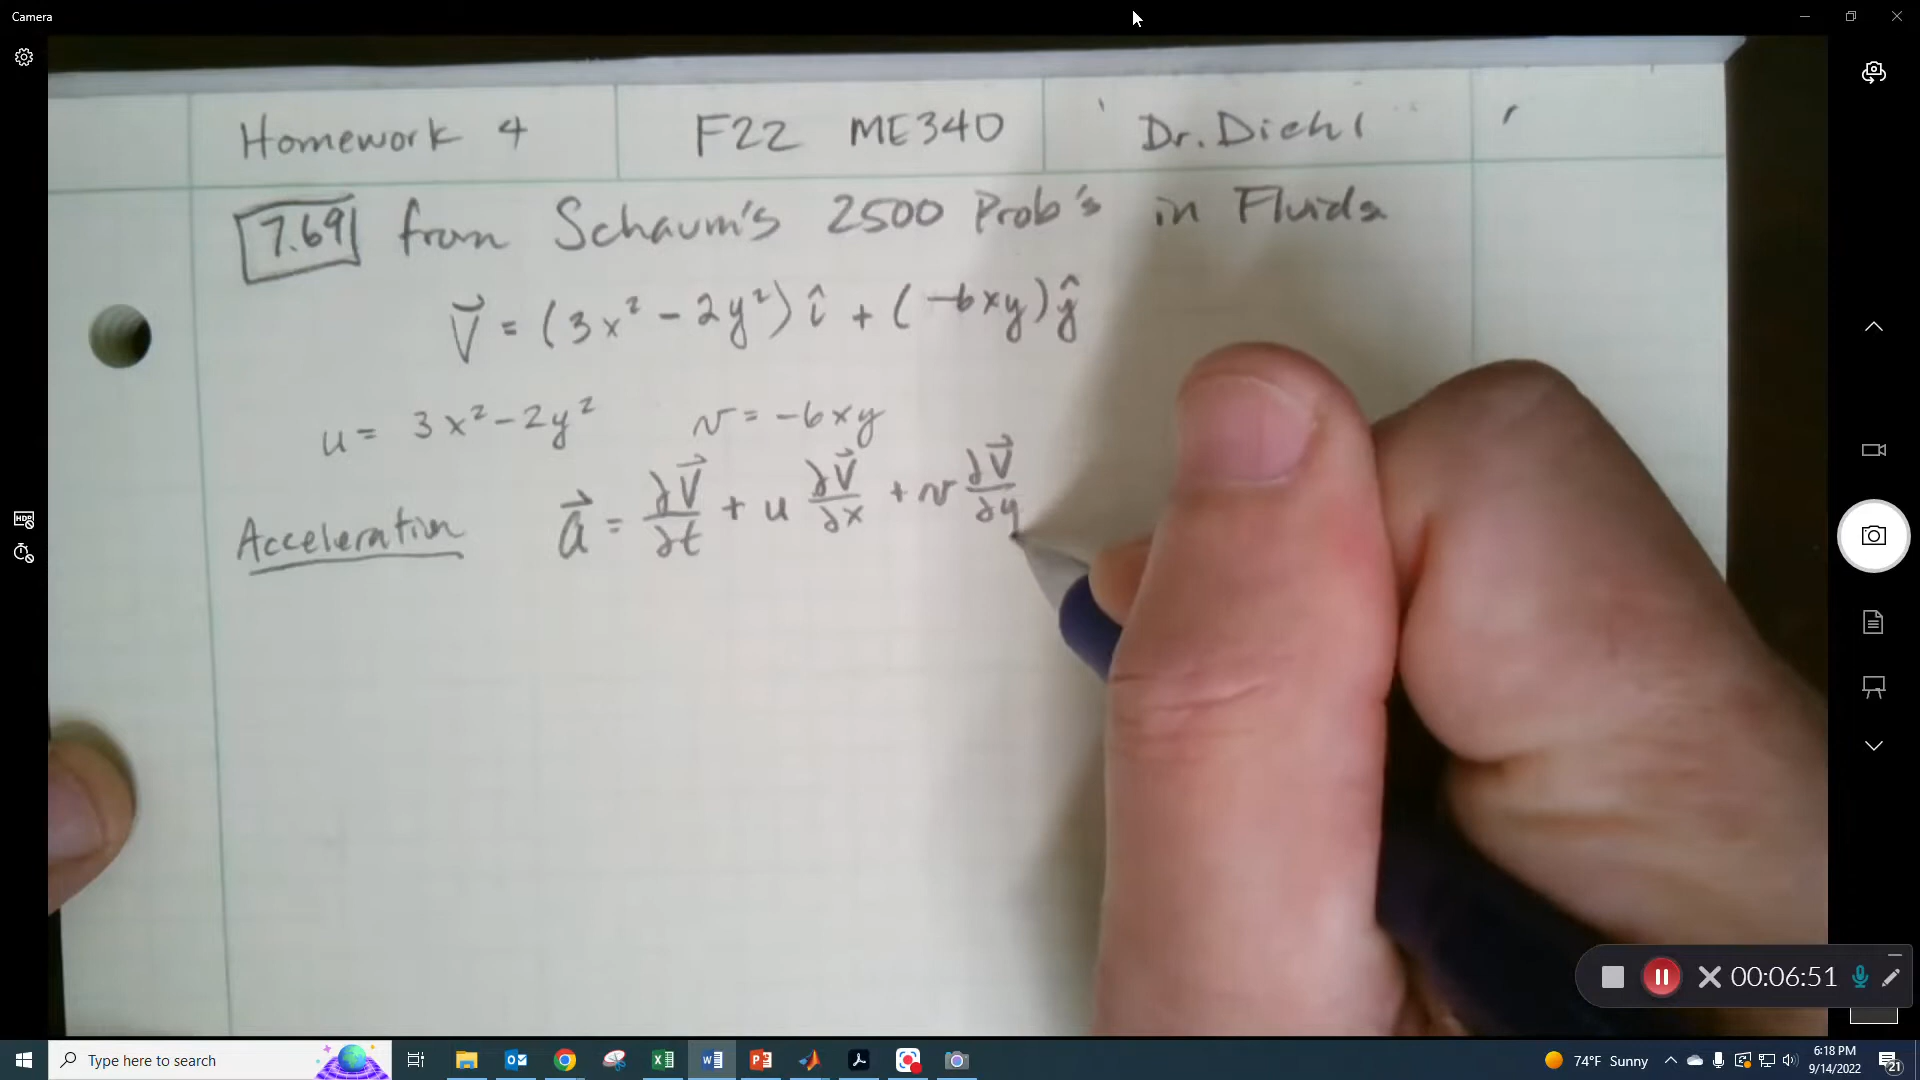 Camera
Homework 4 F22 ME340 Dr. Diehl
7.69 from Schaum's 2500 Prob's in Fluids
V⃗ = (3x² - 2y²) î + (-6xy) ĵ
u = 3x² - 2y² v = -6xy
Acceleration a⃗ = ∂V⃗/∂t + u ∂V⃗/∂x + v ∂V⃗/∂y
00:06:51
Type here to search
74°F Sunny
6:18 PM
9/14/2022
21